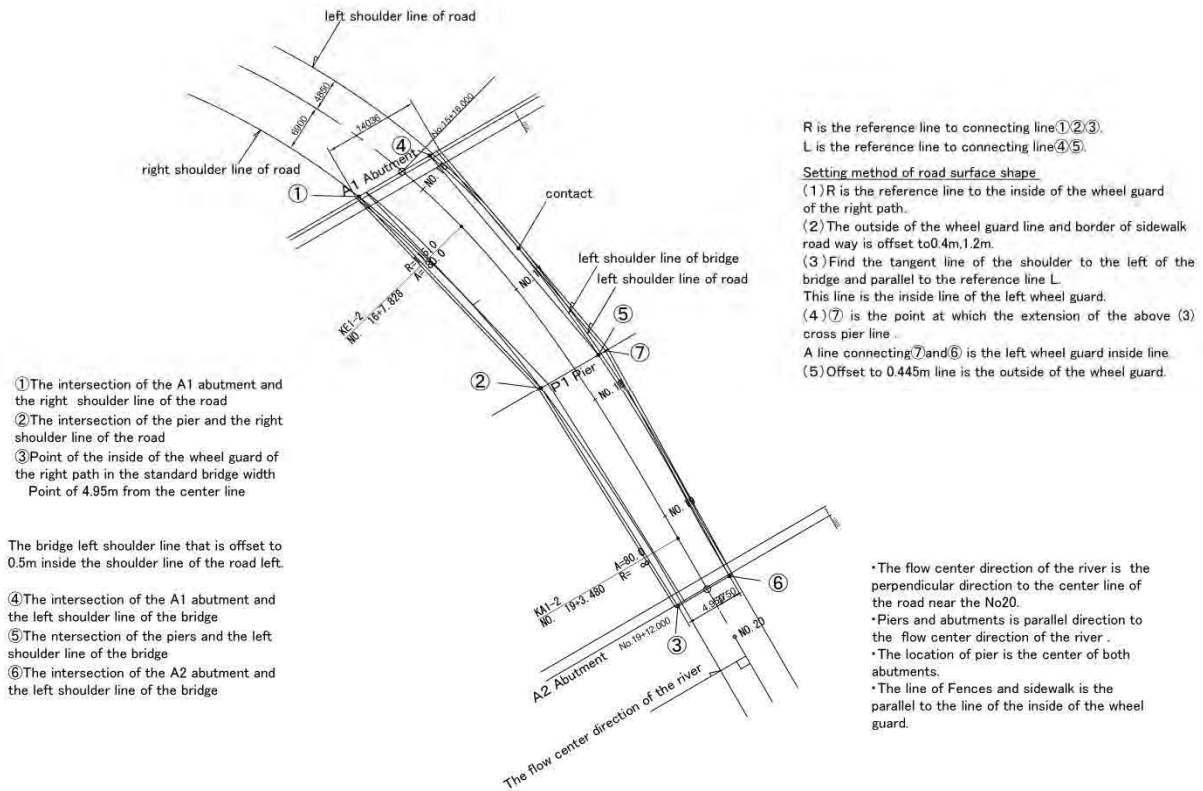 left shoulder line of road
4850
6900
14036
No.15+16.000
④
A1 Abutment
right shoulder line of road
①
NO. 16
contact
A=80.0
KE1-2
NO. 16+7.828
left shoulder line of bridge
left shoulder line of road
⑤
⑦
②
P1 Pier
NO. 18
NO. 19
A=80.0
R= ∞
KA1-2
NO. 19+3.480
⑥
No.19+12.000
③
NO.20
A2 Abutment
The flow center direction of the river
R is the reference line to connecting line①②③.
L is the reference line to connecting line④⑤.
Setting method of road surface shape
(1)R is the reference line to the inside of the wheel guard
of the right path.
(2)The outside of the wheel guard line and border of sidewalk
road way is offset to0.4m,1.2m.
(3)Find the tangent line of the shoulder to the left of the
bridge and parallel to the reference line L.
This line is the inside line of the left wheel guard.
(4)⑦ is the point at which the extension of the above (3)
cross pier line .
A line connecting⑦and⑥ is the left wheel guard inside line.
(5)Offset to 0.445m line is the outside of the wheel guard.
①The intersection of the A1 abutment and
the right shoulder line of the road
②The intersection of the pier and the right
shoulder line of the road
③Point of the inside of the wheel guard of
the right path in the standard bridge width
Point of 4.95m from the center line
The bridge left shoulder line that is offset to
0.5m inside the shoulder line of the road left.
④The intersection of the A1 abutment and
the left shoulder line of the bridge
⑤The ntersection of the piers and the left
shoulder line of the bridge
⑥The intersection of the A2 abutment and
the left shoulder line of the bridge
・The flow center direction of the river is the
perpendicular direction to the center line of
the road near the No20.
・Piers and abutments is parallel direction to
the flow center direction of the river .
・The location of pier is the center of both
abutments.
・The line of Fences and sidewalk is the
parallel to the line of the inside of the wheel
guard.